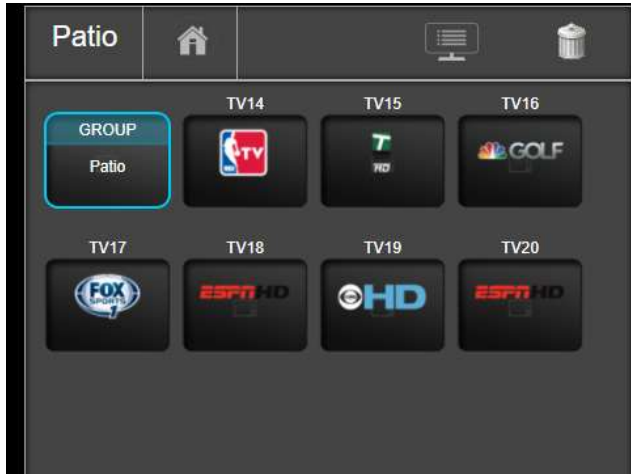 Patio
TV14
TV15
TV16
GROUP
Patio
TV
T
HD
GOLF
TV17
TV18
TV19
TV20
FOX
SPORTS
1
ESPN HD
HD
ESPN HD